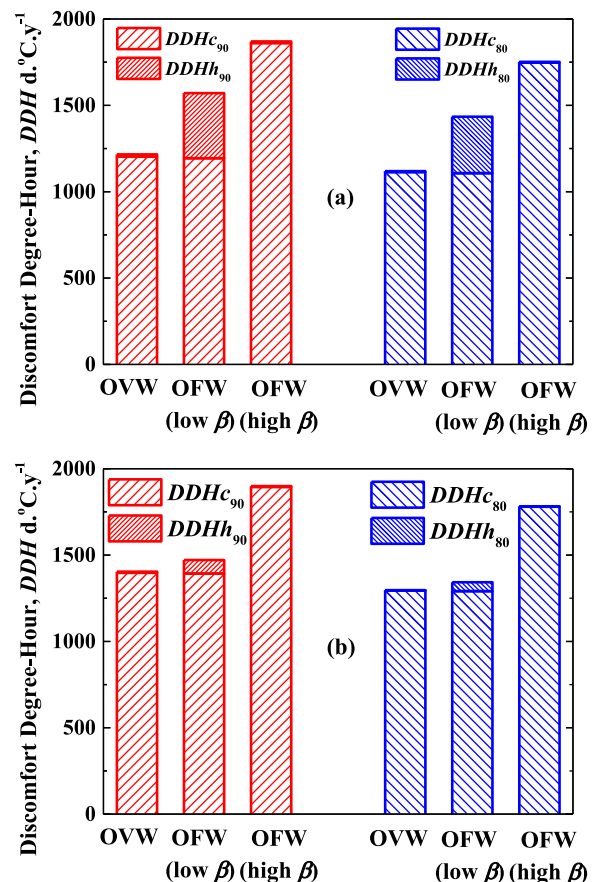 Discomfort Degree-Hour, DDH d.°C.y⁻¹
2000
1500
1000
500
0
DDHc₉₀
DDHh₉₀
DDHc₈₀
DDHh₈₀
(a)
OVW OFW OFW OVW OFW OFW
(low β) (high β) (low β) (high β)
Discomfort Degree-Hour, DDH d.°C.y⁻¹
2000
1500
1000
500
0
DDHc₉₀
DDHh₉₀
DDHc₈₀
DDHh₈₀
(b)
OVW OFW OFW OVW OFW OFW
(low β) (high β) (low β) (high β)